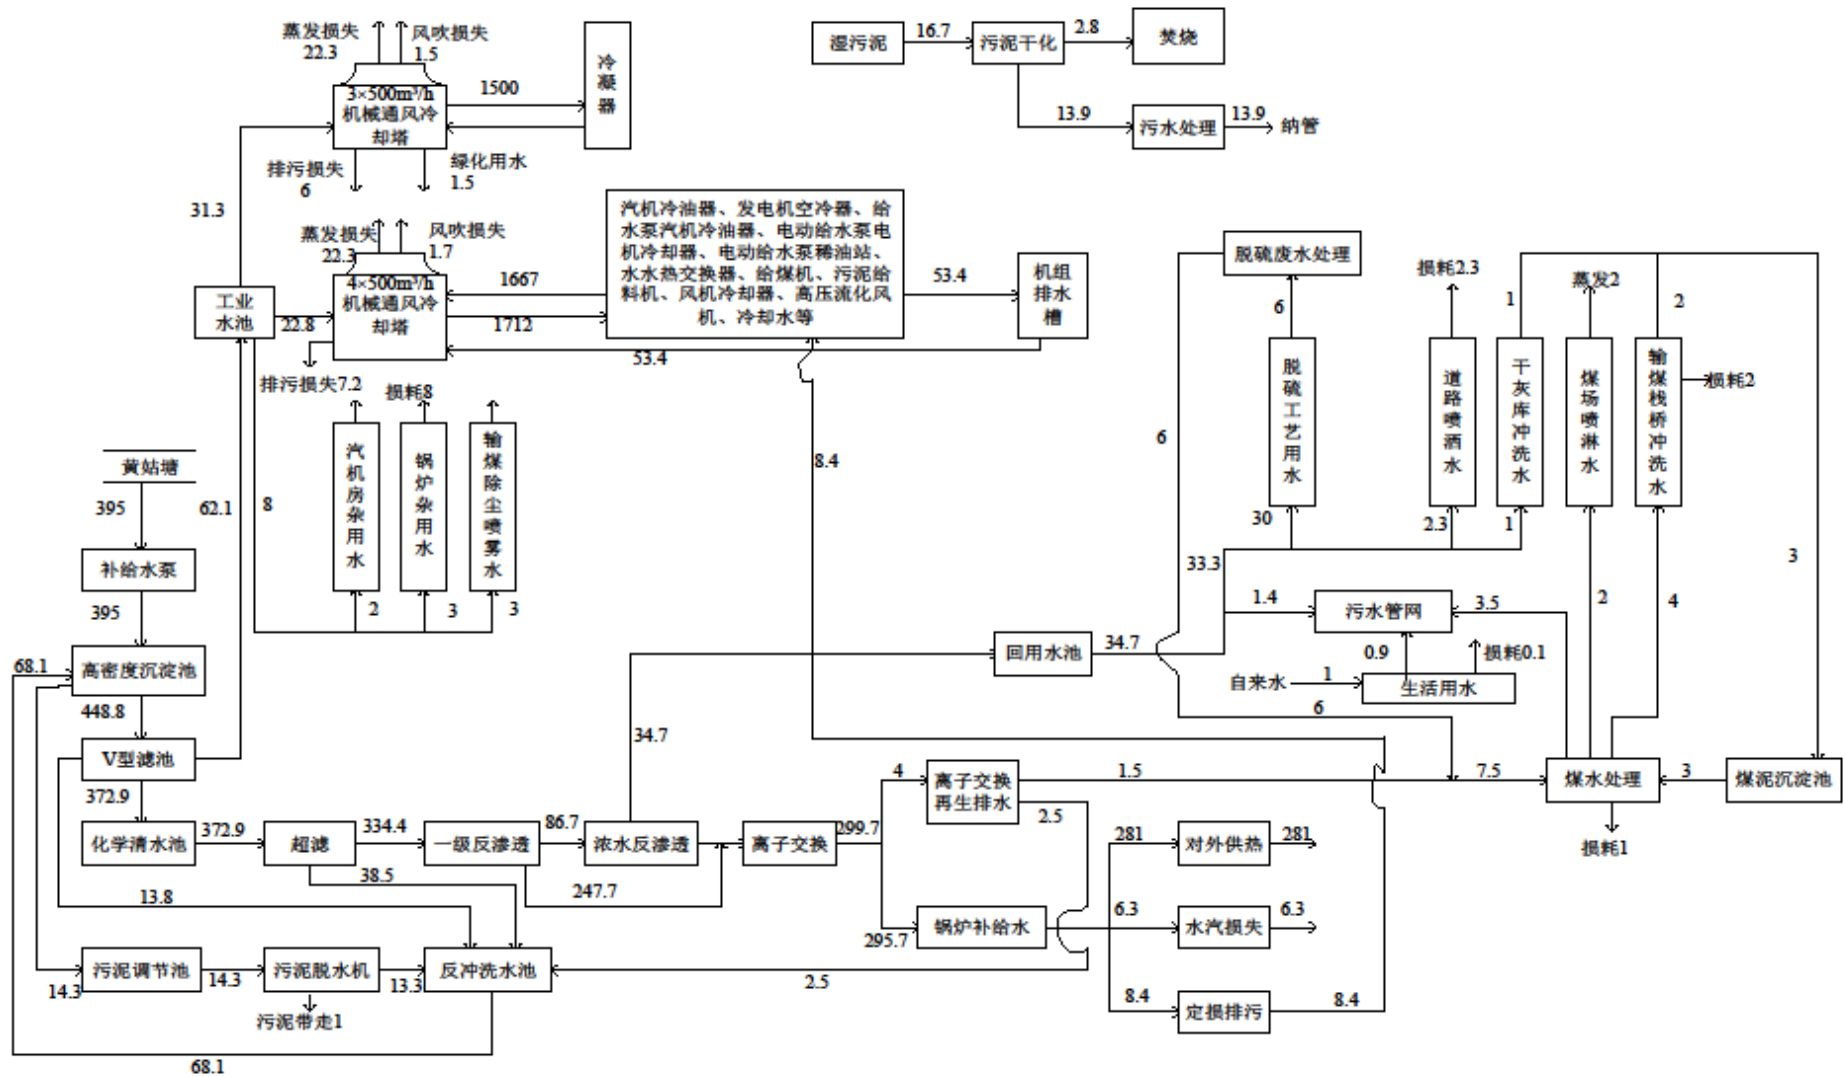 蒸发损失
22.3
风吹损失
1.5
3×500m³/h
机械通风冷
却塔
1500
冷
凝
器
排污损失
6
绿化用水
1.5
31.3
湿污泥
16.7
污泥干化
2.8
焚烧
13.9
污水处理
13.9
纳管
蒸发损失
22.3
风吹损失
1.7
4×500m³/h
机械通风冷
却塔
工业
水池
22.8
1667
1712
汽机冷油器、发电机空冷器、给
水泵汽机冷油器、电动给水泵电
机冷却器、电动给水泵稀油站、
水水热交换器、给煤机、污泥给
料机、风机冷却器、高压流化风
机、冷却水等
53.4
机组
排水
槽
53.4
排污损失7.2
损耗8
汽
机
房
杂
用
水
锅
炉
杂
用
水
输
煤
除
尘
喷
雾
水
2
3
3
8
62.1
8.4
脱硫废水处理
6
6
脱
硫
工
艺
用
水
30
损耗2.3
道
路
喷
洒
水
2.3
1
干
灰
库
冲
洗
水
1
蒸发2
煤
场
喷
淋
水
2
2
输
煤
栈
桥
冲
洗
水
损耗2
4
3
黄姑塘
395
补给水泵
395
高密度沉淀池
68.1
448.8
V型滤池
372.9
化学清水池
372.9
超滤
334.4
一级反渗透
86.7
浓水反渗透
离子交换
299.7
38.5
247.7
13.8
34.7
回用水池
34.7
33.3
1.4
污水管网
3.5
0.9
损耗0.1
自来水
1
生活用水
6
4
离子交换
再生排水
1.5
7.5
煤水处理
3
煤泥沉淀池
损耗1
2.5
281
对外供热
281
295.7
锅炉补给水
6.3
水汽损失
6.3
8.4
定损排污
8.4
14.3
污泥调节池
14.3
污泥脱水机
13.3
反冲洗水池
2.5
污泥带走1
68.1